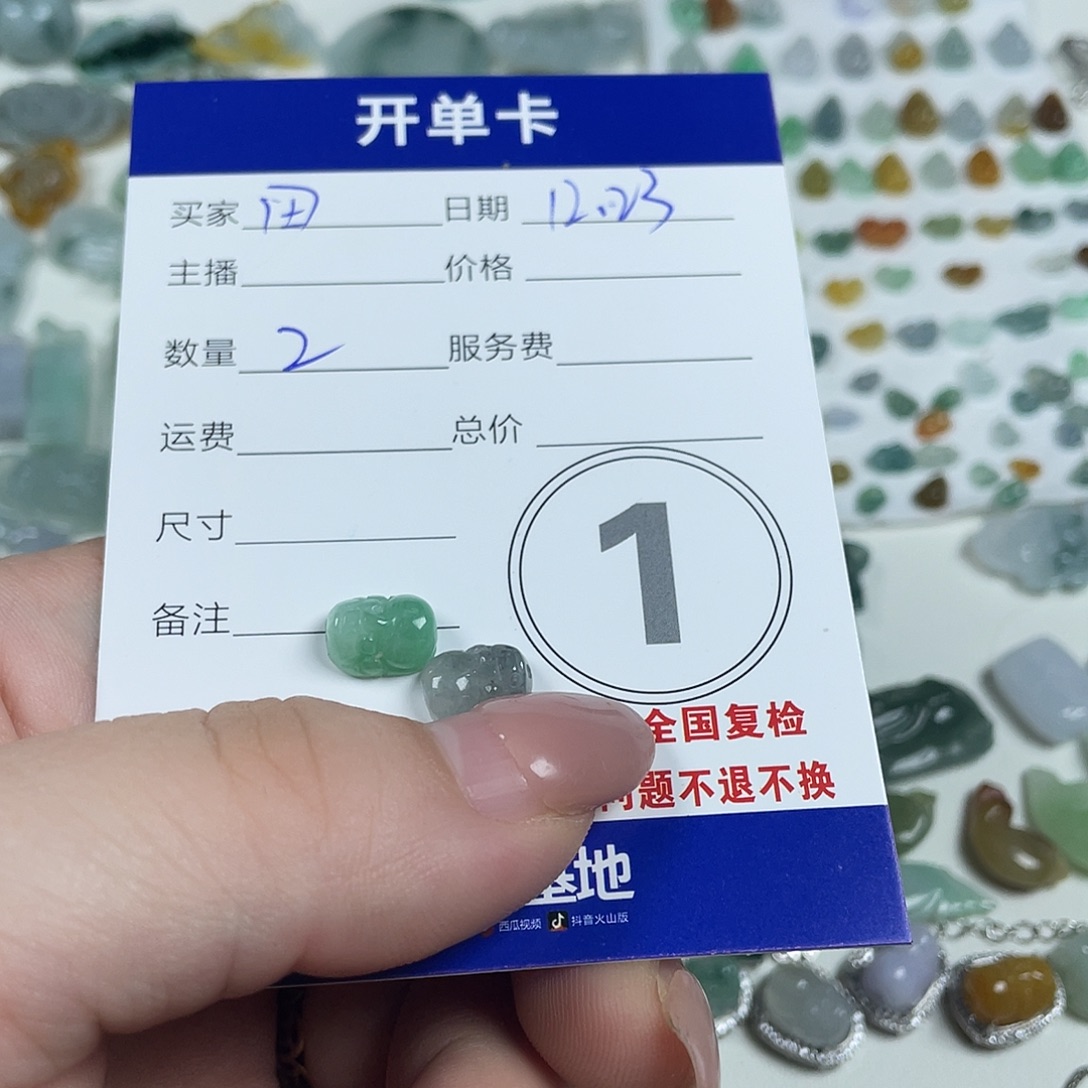 开单卡
买家 田 日期 12.23
主播 价格
数量 2 服务费
运费 总价
尺寸
1
备注
全国复检
问题不退不换
基地
西瓜视频 抖音火山版